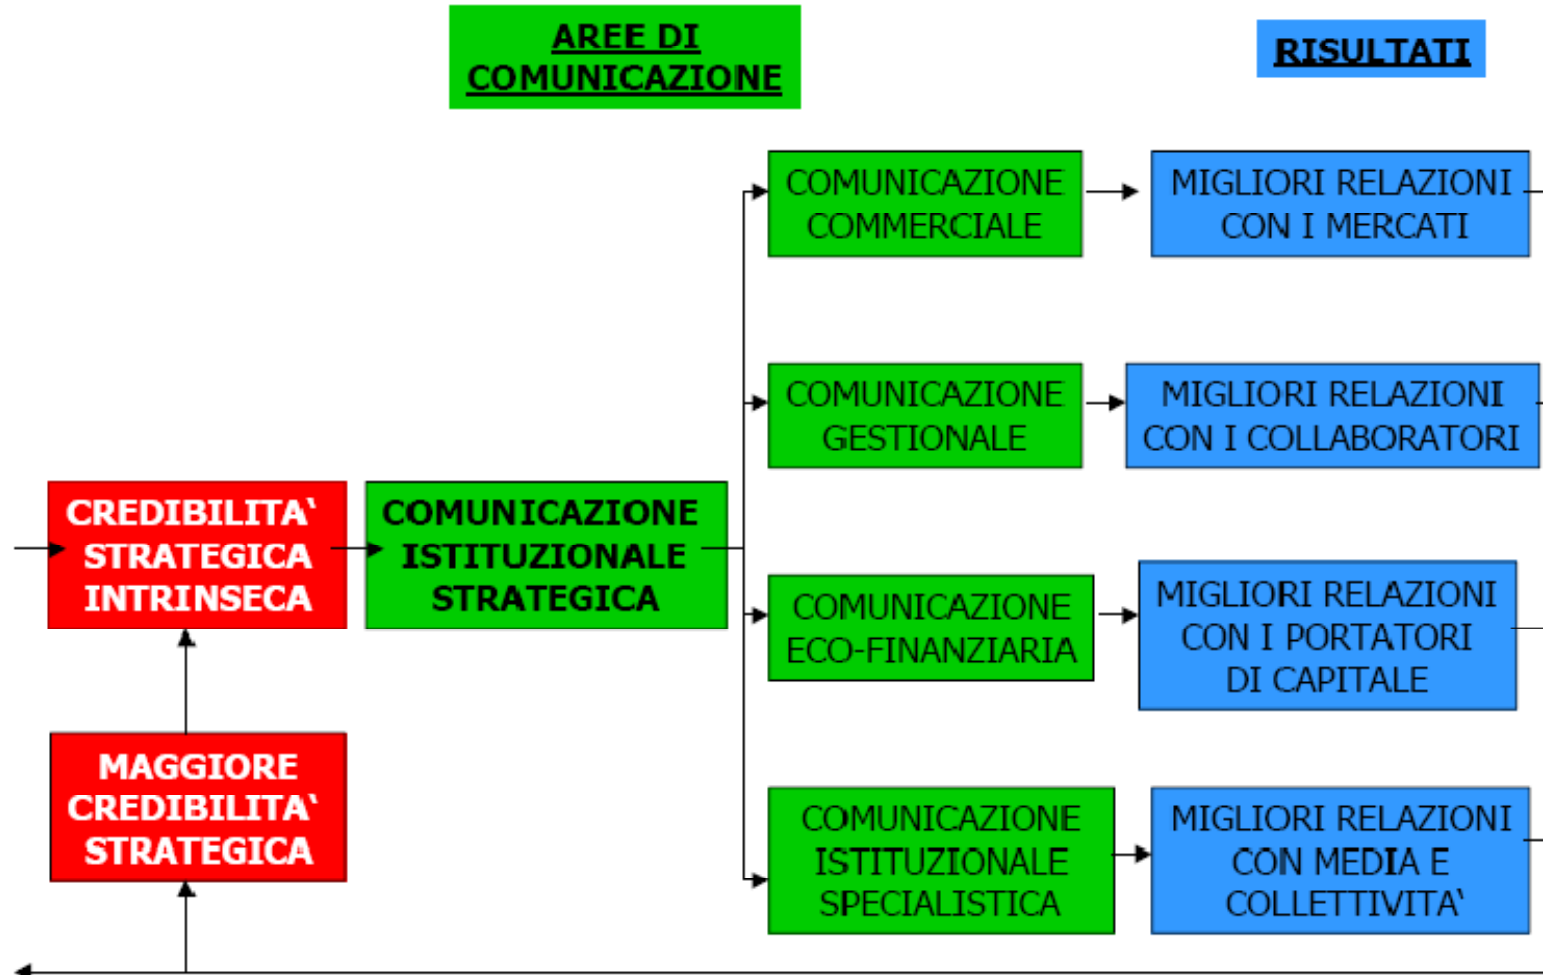 AREE DI
COMUNICAZIONE
RISULTATI
COMUNICAZIONE
COMMERCIALE
MIGLIORI RELAZIONI
CON I MERCATI
COMUNICAZIONE
GESTIONALE
MIGLIORI RELAZIONI
CON I COLLABORATORI
CREDIBILITA‘
STRATEGICA
INTRINSECA
COMUNICAZIONE
ISTITUZIONALE
STRATEGICA
COMUNICAZIONE
ECO-FINANZIARIA
MIGLIORI RELAZIONI
CON I PORTATORI
DI CAPITALE
MAGGIORE
CREDIBILITA‘
STRATEGICA
COMUNICAZIONE
ISTITUZIONALE
SPECIALISTICA
MIGLIORI RELAZIONI
CON MEDIA E
COLLETTIVITA‘